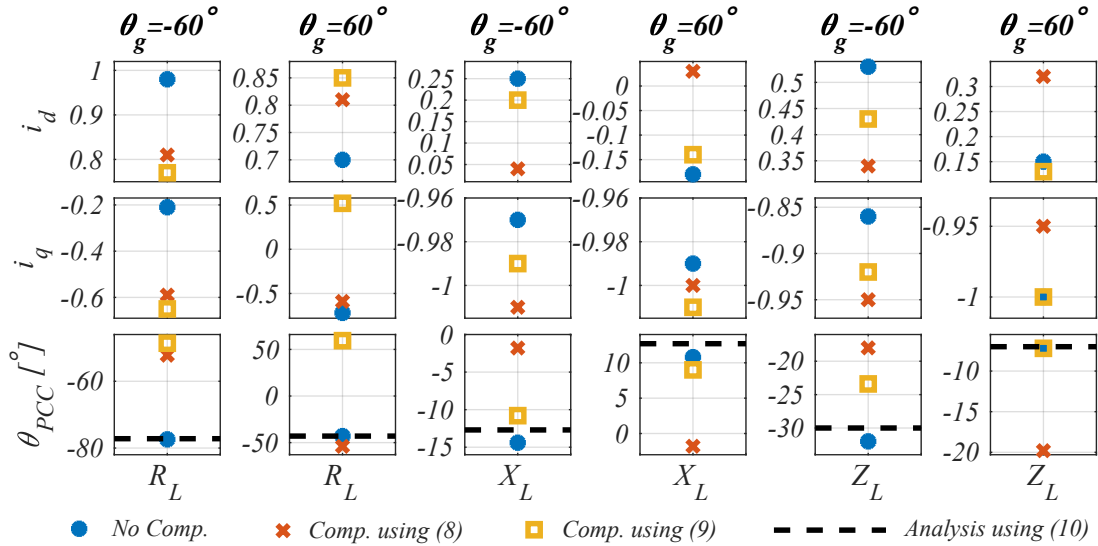 θg=-60° θg=60° θg=-60° θg=60° θg=-60° θg=60°
id
1 0.9 0.8
0.85 0.8 0.75 0.7
0.25 0.2 0.15 0.1 0.05
0 -0.05 -0.1 -0.15
0.5 0.45 0.4 0.35
0.3 0.25 0.2 0.15
iq
-0.2 -0.4 -0.6
0.5 0 -0.5
-0.96 -0.98 -1
-0.96 -0.98 -1
-0.85 -0.9 -0.95
-0.95 -1
θPCC [°]
-60 -80
50 0 -50
0 -5 -10 -15
10 5 0
-20 -25 -30
-10 -15 -20
RL RL XL XL ZL ZL
No Comp. Comp. using (8) Comp. using (9) Analysis using (10)